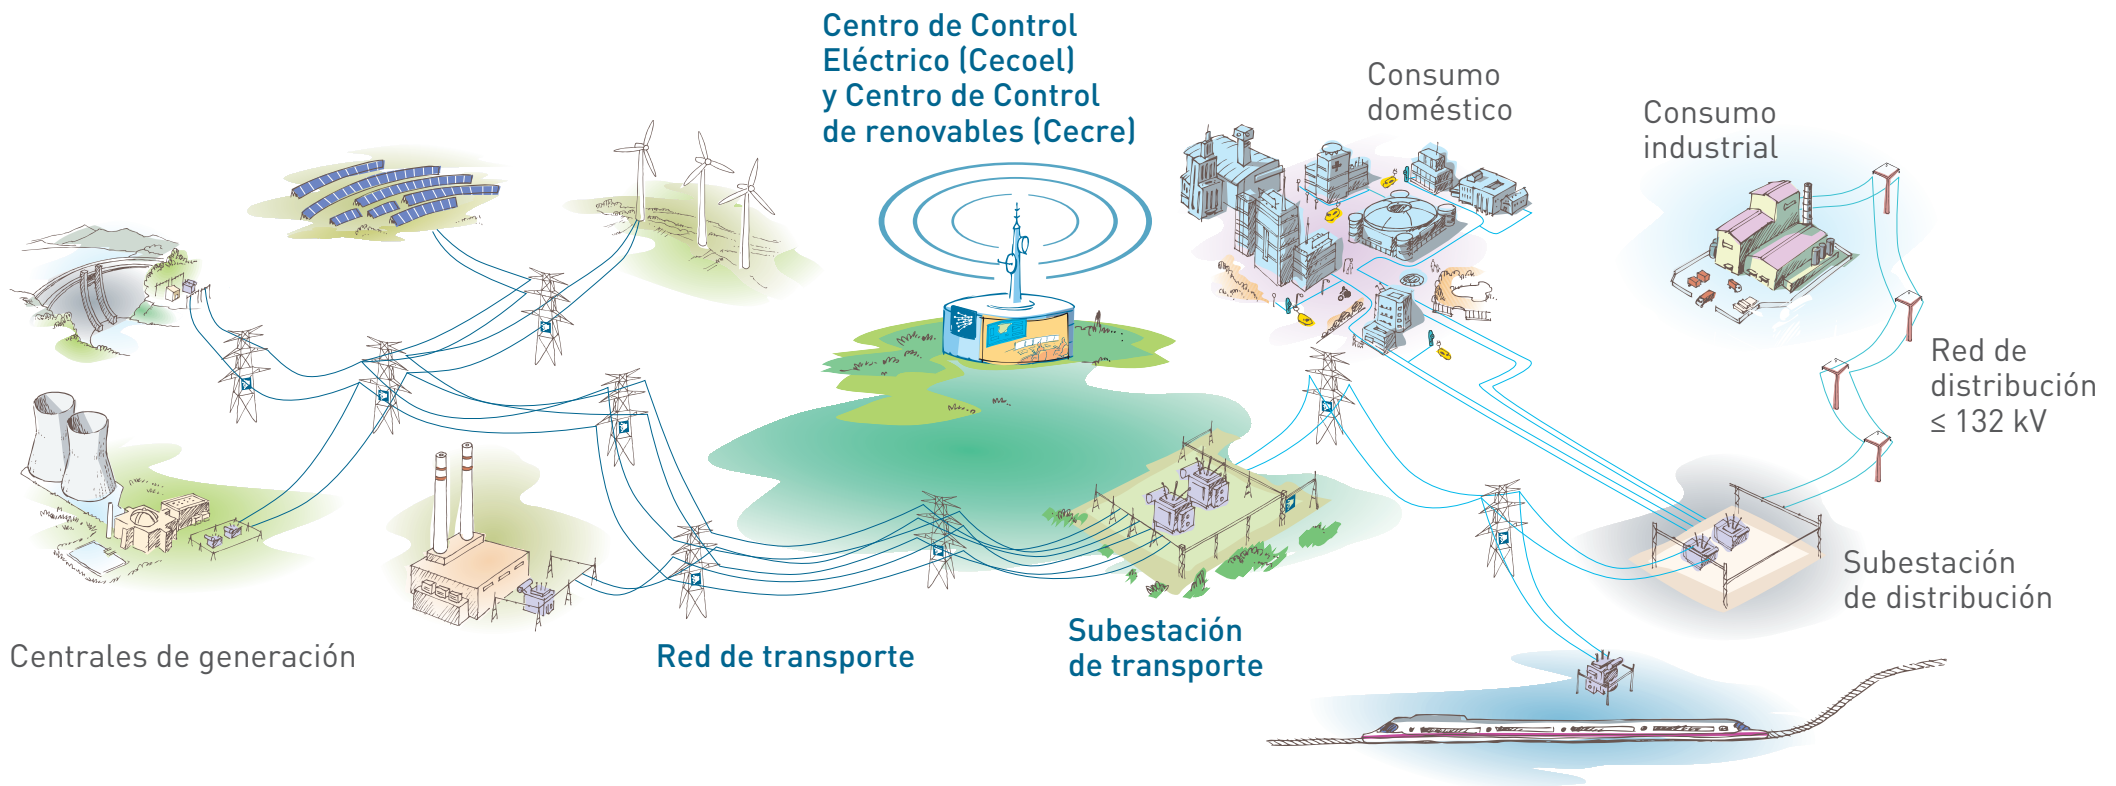 Centro de Control
Eléctrico (Cecoel)
y Centro de Control
de renovables (Cecre)
Consumo
doméstico
Consumo
industrial
Red de
distribución
≤ 132 kV
Subestación
de distribución
Subestación
de transporte
Red de transporte
Centrales de generación